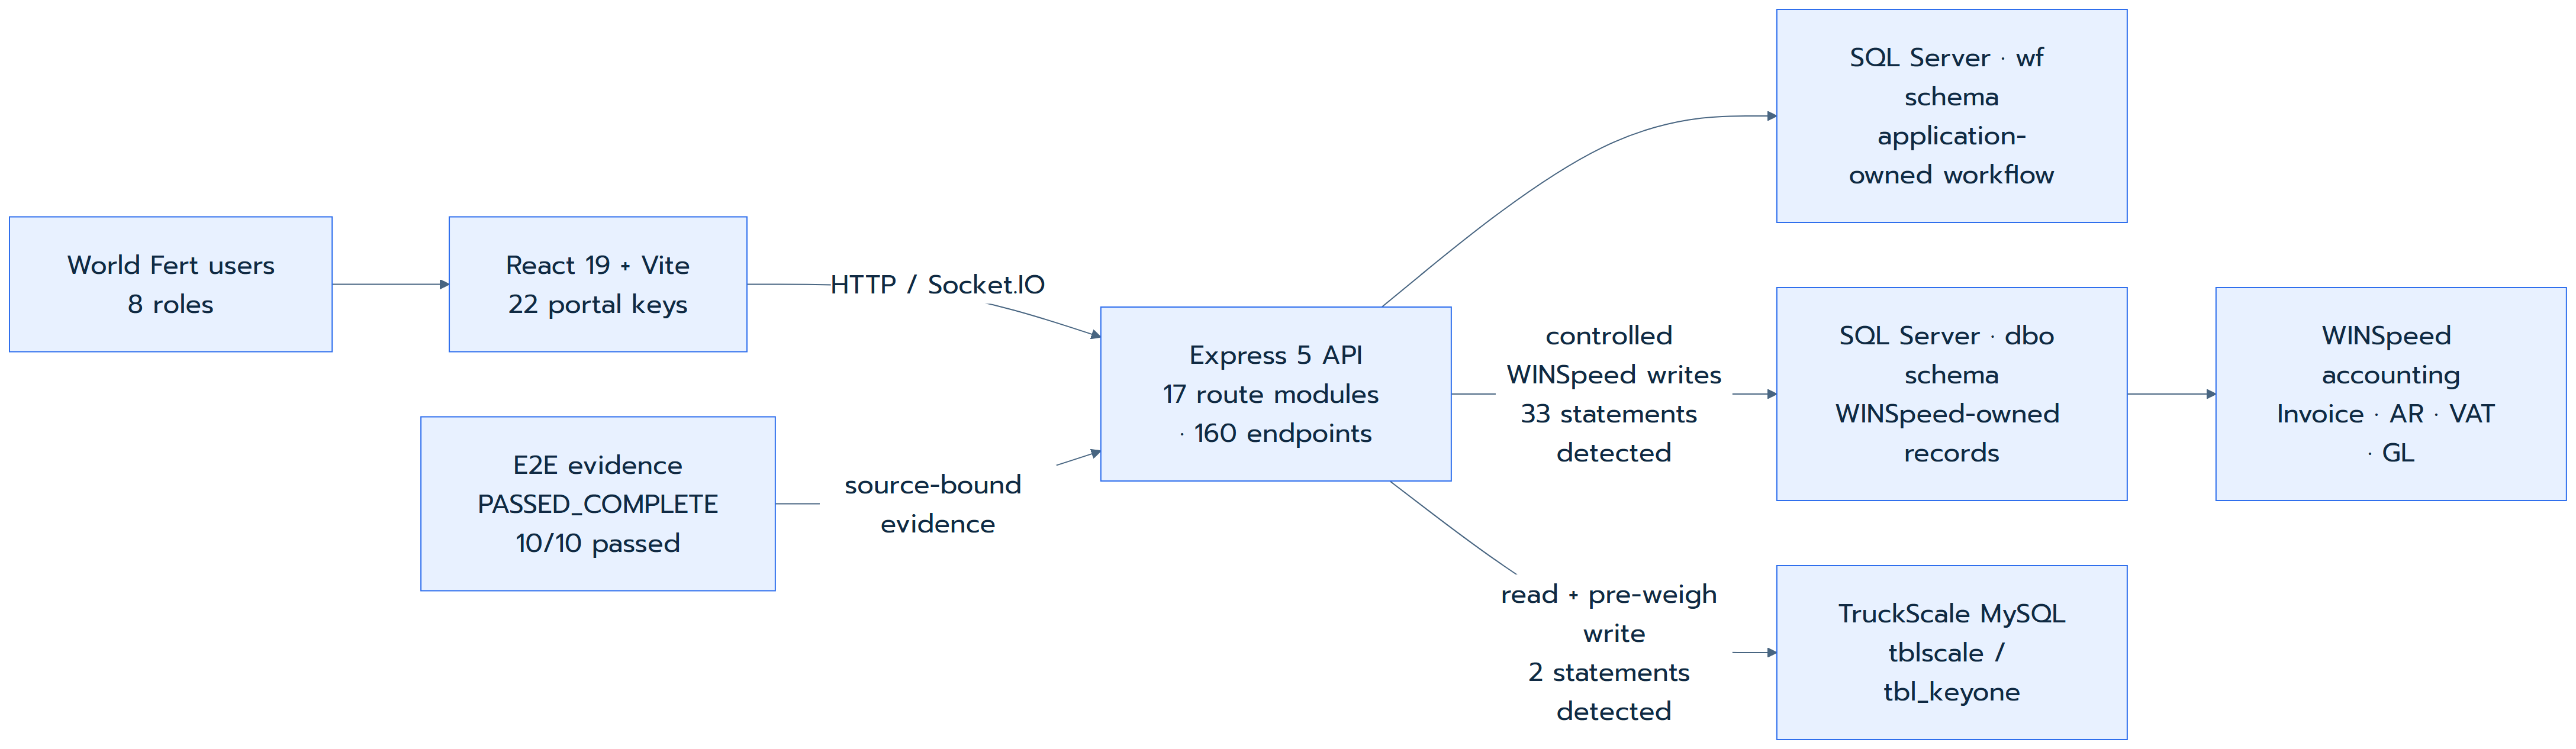 World Fert users
8 roles
React 19 + Vite
22 portal keys
HTTP / Socket.IO
E2E evidence
PASSED_COMPLETE
10/10 passed
source-bound
evidence
Express 5 API
17 route modules
· 160 endpoints
SQL Server · wf
schema
application-
owned workflow
controlled
WINSpeed writes
33 statements
detected
SQL Server · dbo
schema
WINSpeed-owned
records
WINSpeed
accounting
Invoice · AR · VAT
· GL
read + pre-weigh
write
2 statements
detected
TruckScale MySQL
tblscale /
tbl_keyone